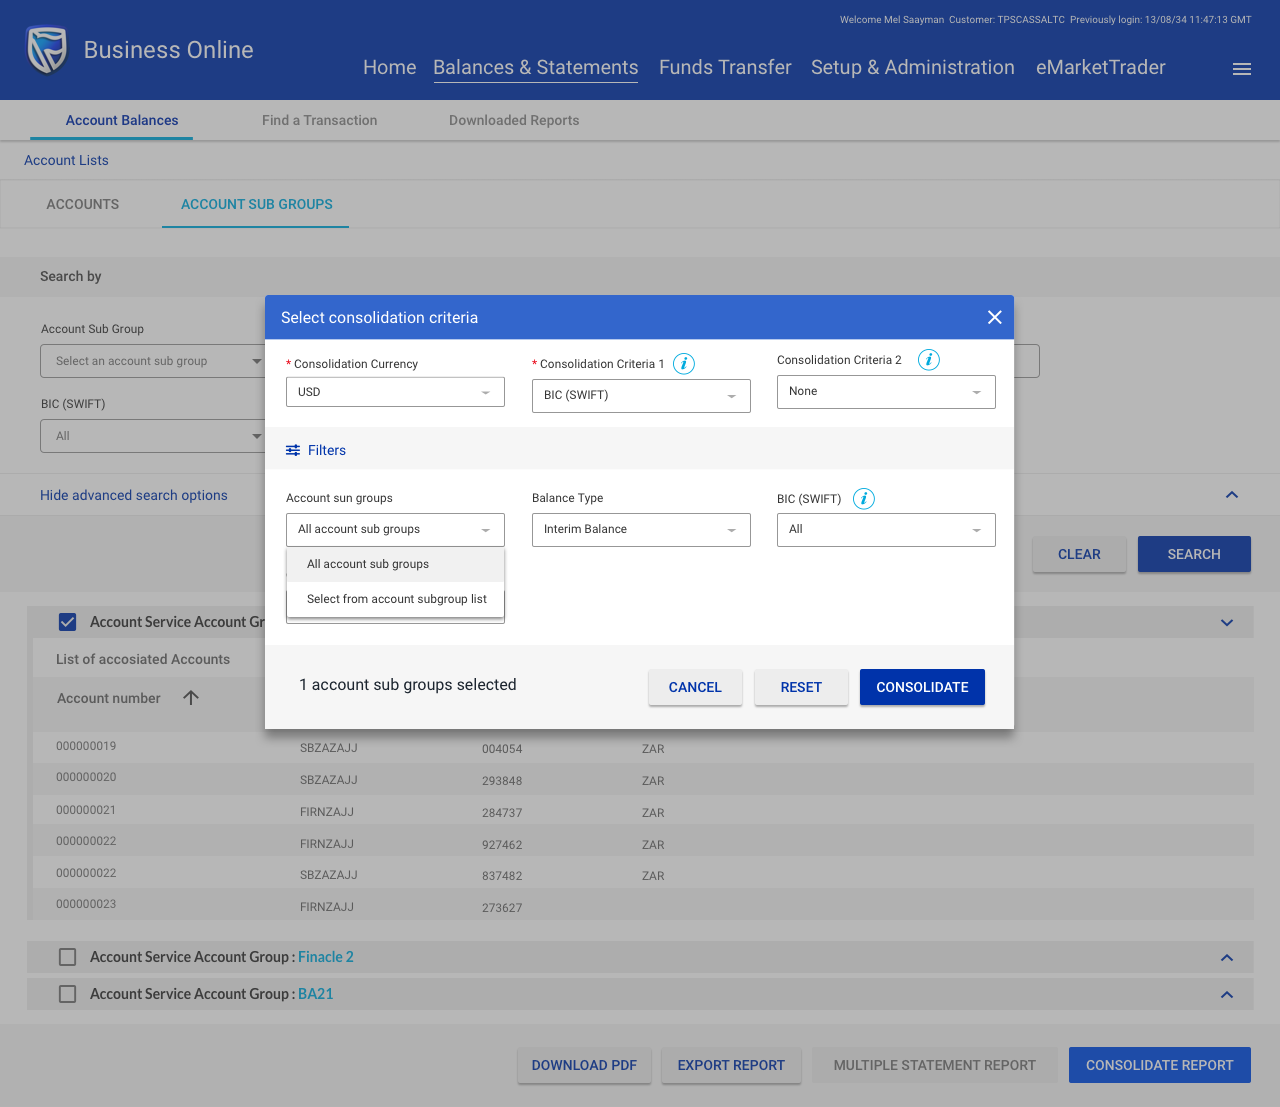 Welcome Mel Saayman  Customer: TPSCASSALTC  Previously login: 13/08/34 11:47:13 GMT
Business Online
Home  Balances & Statements  Funds Transfer  Setup & Administration  eMarketTrader
Account Balances  Find a Transaction  Downloaded Reports
Account Lists
ACCOUNTS  ACCOUNT SUB GROUPS
Search by
Account Sub Group
Select an account sub group
BIC (SWIFT)
All
Hide advanced search options
CLEAR  SEARCH
Select consolidation criteria
* Consolidation Currency  * Consolidation Criteria 1  i  Consolidation Criteria 2  i
USD  BIC (SWIFT)  None
Filters
Account sun groups  Balance Type  BIC (SWIFT)  i
All account sub groups  Interim Balance  All
All account sub groups
Select from account subgroup list
1 account sub groups selected  CANCEL  RESET  CONSOLIDATE
Account Service Account Gr
List of accosiated Accounts
Account number
000000019  SBZAZAJJ  004054  ZAR
000000020  SBZAZAJJ  293848  ZAR
000000021  FIRNZAJJ  284737  ZAR
000000022  FIRNZAJJ  927462  ZAR
000000022  SBZAZAJJ  837482  ZAR
000000023  FIRNZAJJ  273627
Account Service Account Group : Finacle 2
Account Service Account Group : BA21
DOWNLOAD PDF  EXPORT REPORT  MULTIPLE STATEMENT REPORT  CONSOLIDATE REPORT